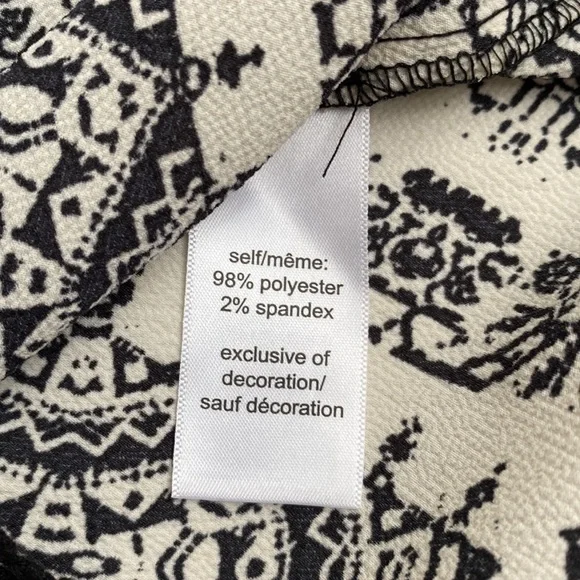 self/même:
98% polyester
2% spandex
exclusive of
decoration/
sauf décoration